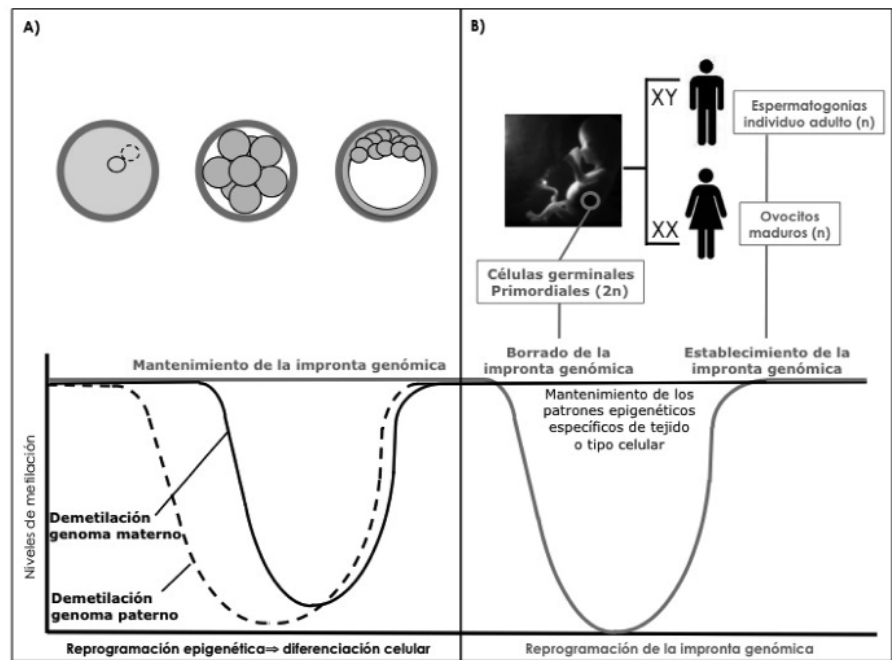 A)
B)
XY
XX
Espermatogonias
individuo adulto (n)
Ovocitos
maduros (n)
Células germinales
Primordiales (2n)
Mantenimiento de la impronta genómica
Borrado de la
impronta genómica
Establecimiento de la
impronta genómica
Mantenimiento de los
patrones epigenéticos
específicos de tejido
o tipo celular
Niveles de metilación
Demetilación
genoma materno
Demetilación
genoma paterno
Reprogramación epigenética⇒ diferenciación celular
Reprogramación de la impronta genómica